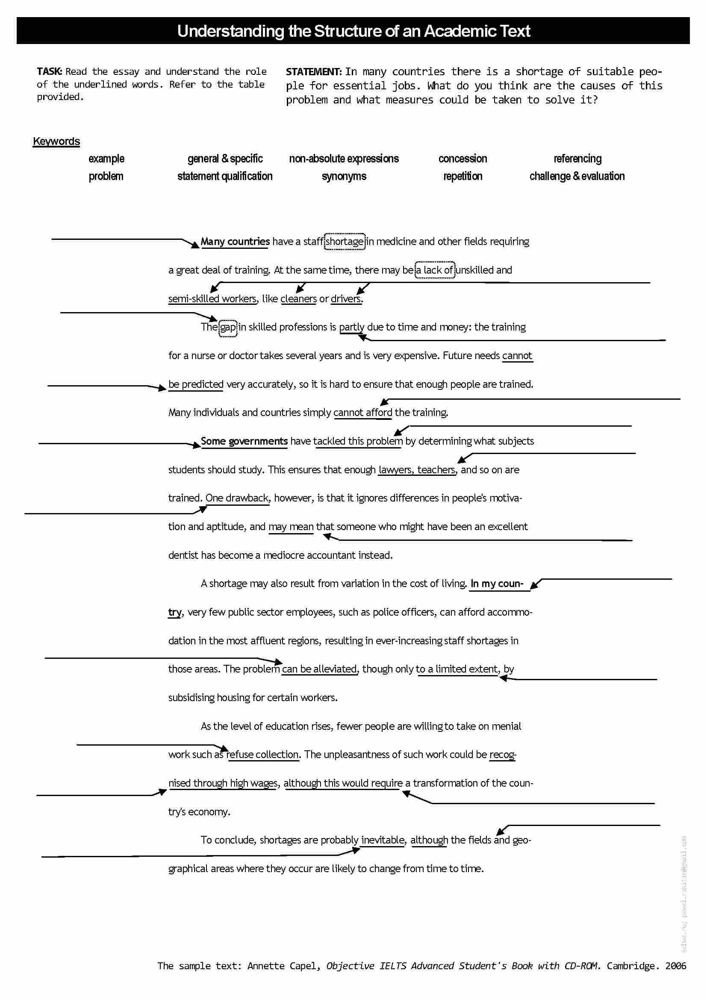 Understanding the Structure of an Academic Text
TASK: Read the essay and understand the role
of the underlined words. Refer to the table
provided.
STATEMENT: In many countries there is a shortage of suitable peo-
ple for essential jobs. What do you think are the causes of this
problem and what measures could be taken to solve it?
Keywords
example general & specific non-absolute expressions concession referencing
problem statement qualification synonyms repetition challenge & evaluation
Many countries have a staff shortage in medicine and other fields requiring
a great deal of training. At the same time, there may be a lack of unskilled and
semi-skilled workers, like cleaners or drivers.
The gap in skilled professions is partly due to time and money: the training
for a nurse or doctor takes several years and is very expensive. Future needs cannot
be predicted very accurately, so it is hard to ensure that enough people are trained.
Many individuals and countries simply cannot afford the training.
Some governments have tackled this problem by determining what subjects
students should study. This ensures that enough lawyers, teachers, and so on are
trained. One drawback, however, is that it ignores differences in people's motiva-
tion and aptitude, and may mean that someone who might have been an excellent
dentist has become a mediocre accountant instead.
A shortage may also result from variation in the cost of living. In my coun-
try, very few public sector employees, such as police officers, can afford accommo-
dation in the most affluent regions, resulting in ever-increasing staff shortages in
those areas. The problem can be alleviated, though only to a limited extent, by
subsidising housing for certain workers.
As the level of education rises, fewer people are willing to take on menial
work such as refuse collection. The unpleasantness of such work could be recog-
nised through high wages, although this would require a transformation of the coun-
try's economy.
To conclude, shortages are probably inevitable, although the fields and geo-
graphical areas where they occur are likely to change from time to time.
pavel.rakitin@gmail.com
The sample text: Annette Capel, Objective IELTS Advanced Student's Book with CD-ROM. Cambridge. 2006